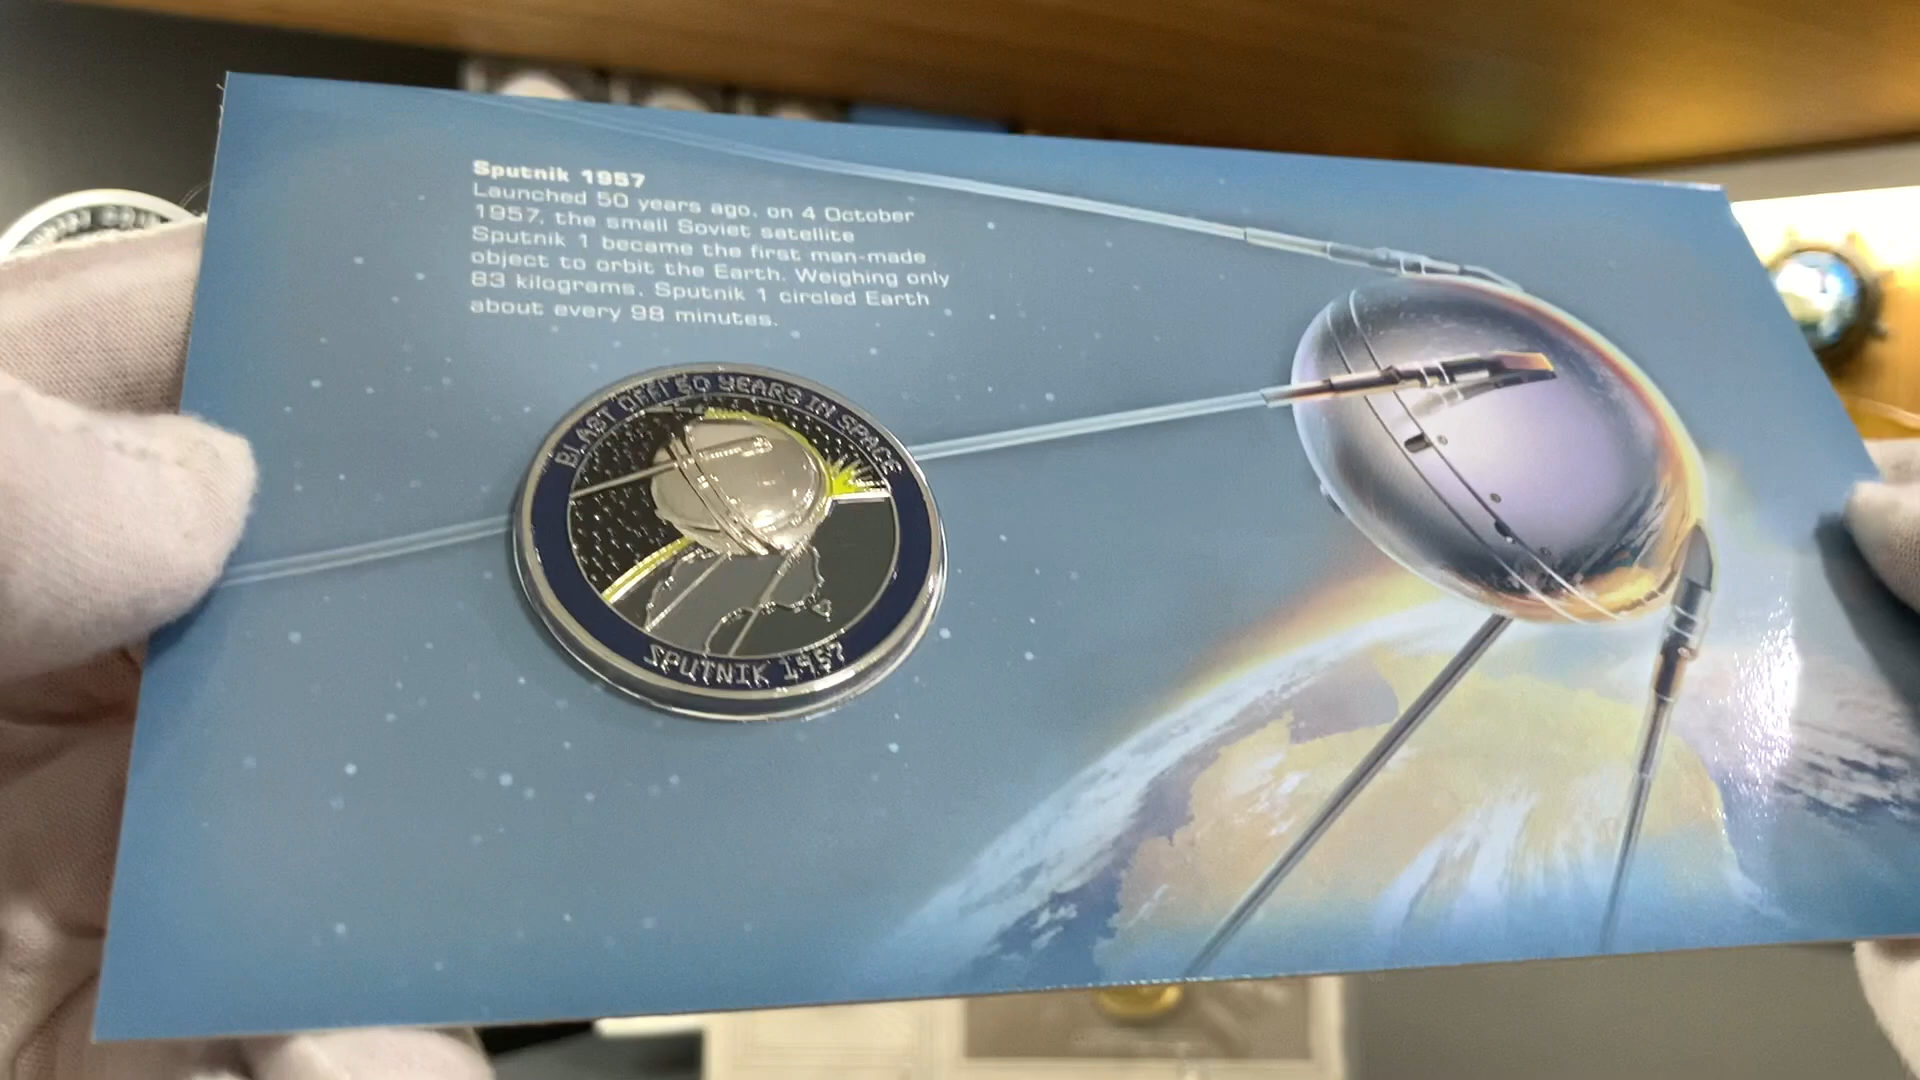 Sputnik 1957
Launched 50 years ago, on 4 October
1957, the small Soviet satellite
Sputnik 1 became the first man-made
object to orbit the Earth. Weighing only
83 kilograms, Sputnik 1 circled Earth
about every 98 minutes.
BLAST OFF! 50 YEARS IN SPACE
SPUTNIK 1957